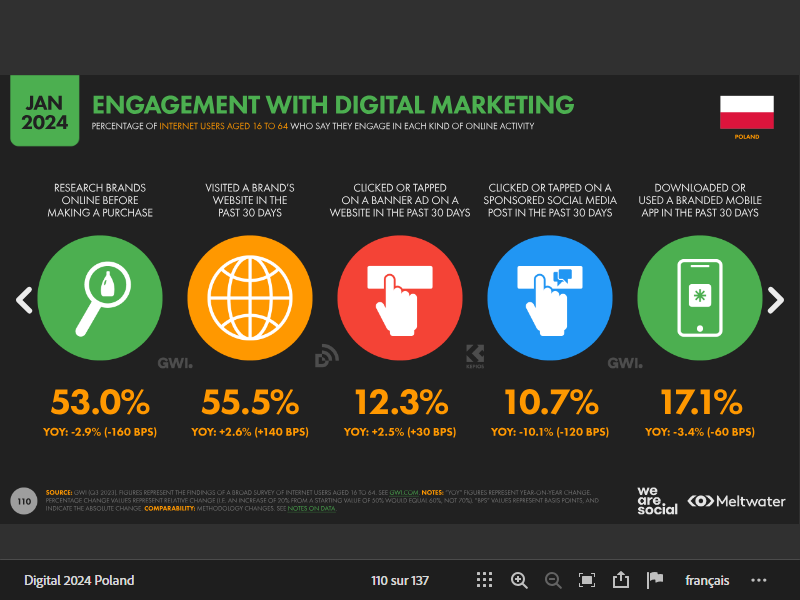 JAN
2024
ENGAGEMENT WITH DIGITAL MARKETING
PERCENTAGE OF INTERNET USERS AGED 16 TO 64 WHO SAY THEY ENGAGE IN EACH KIND OF ONLINE ACTIVITY
POLAND
RESEARCH BRANDS
ONLINE BEFORE
MAKING A PURCHASE
VISITED A BRAND'S
WEBSITE IN THE
PAST 30 DAYS
CLICKED OR TAPPED
ON A BANNER AD ON A
WEBSITE IN THE PAST 30 DAYS
CLICKED OR TAPPED ON A
SPONSORED SOCIAL MEDIA
POST IN THE PAST 30 DAYS
DOWNLOADED OR
USED A BRANDED MOBILE
APP IN THE PAST 30 DAYS
GWI.
KEPIOS
GWI.
53.0%
YOY: -2.9% (-160 BPS)
55.5%
YOY: +2.6% (+140 BPS)
12.3%
YOY: +2.5% (+30 BPS)
10.7%
YOY: -10.1% (-120 BPS)
17.1%
YOY: -3.4% (-60 BPS)
110
SOURCE: GWI (Q3 2023). FIGURES REPRESENT THE FINDINGS OF A BROAD SURVEY OF INTERNET USERS AGED 16 TO 64. SEE GWI.COM. NOTES: "YOY" FIGURES REPRESENT YEAR-ON-YEAR CHANGE.
PERCENTAGE CHANGE VALUES REPRESENT RELATIVE CHANGE (I.E. AN INCREASE OF 20% FROM A STARTING VALUE OF 50% WOULD EQUAL 60%, NOT 70%). "BPS" VALUES REPRESENT BASIS POINTS, AND
INDICATE THE ABSOLUTE CHANGE. COMPARABILITY: METHODOLOGY CHANGES. SEE NOTES ON DATA.
we
are.
social
Meltwater
Digital 2024 Poland
110 sur 137
français